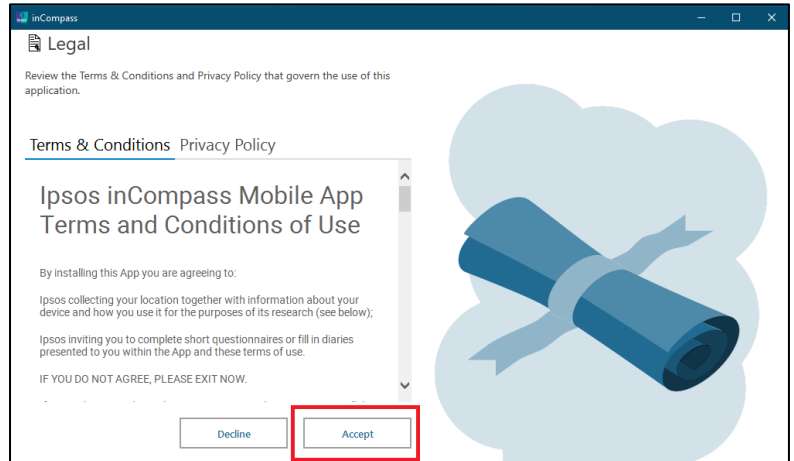 inCompass
Legal
Review the Terms & Conditions and Privacy Policy that govern the use of this
application.
Terms & Conditions Privacy Policy
Ipsos inCompass Mobile App
Terms and Conditions of Use
By installing this App you are agreeing to:
Ipsos collecting your location together with information about your
device and how you use it for the purposes of its research (see below);
Ipsos inviting you to complete short questionnaires or fill in diaries
presented to you within the App and these terms of use.
IF YOU DO NOT AGREE, PLEASE EXIT NOW.
Decline Accept